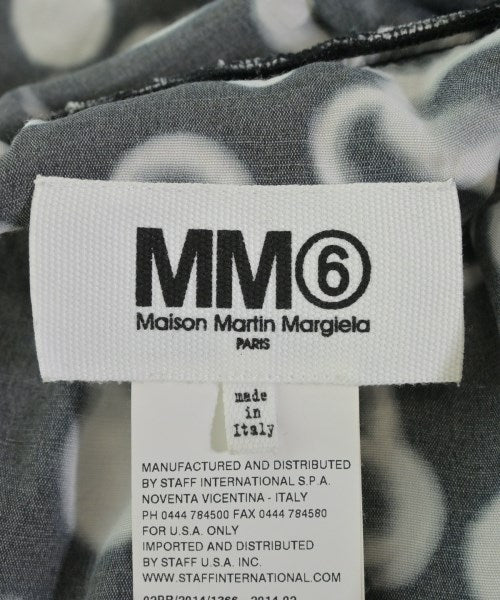 MM⑥
Maison Martin Margiela
PARIS
made
in
Italy
MANUFACTURED AND DISTRIBUTED
BY STAFF INTERNATIONAL S.P.A.
NOVENTA VICENTINA - ITALY
PH 0444 784500 FAX 0444 784580
FOR U.S.A. ONLY
IMPORTED AND DISTRIBUTED
BY STAFF U.S.A. INC.
WWW.STAFFINTERNATIONAL.COM